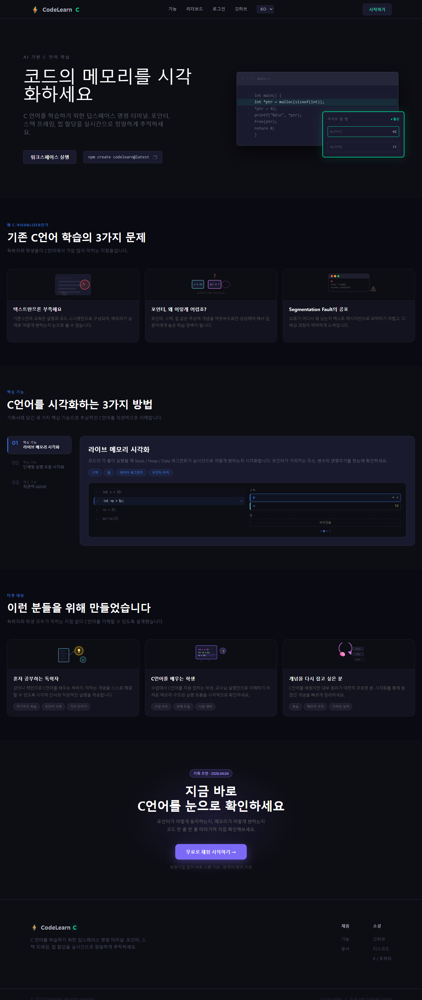 CodeLearn C
기능
리더보드
로그인
깃허브
KO
시작하기
AI 기반 C 언어 학습
코드의 메모리를 시각
화하세요
C 언어를 학습하기 위한 딥스페이스 명령 터미널. 포인터,
스택 프레임, 힙 할당을 실시간으로 정밀하게 추적하세
요.
워크스페이스 실행
npm create codelearn@latest
main.c
int main() {
int *ptr = malloc(sizeof(int));
*ptr = 42;
printf("%d\n", *ptr);
free(ptr);
return 0;
}
라이브 힙 맵
활성
0x7ff1
42
0x7ff8
??
왜 C-VISUALIZER인가
기존 C언어 학습의 3가지 문제
독학자와 학생들이 C언어에서 가장 많이 막히는 지점들입니다.
텍스트만으론 부족해요
기존 C언어 교육은 설명과 코드 스니펫만으로 구성되어, 메모리가 실
제로 어떻게 변하는지 눈으로 볼 수 없습니다.
?
x = 10
ptr = ?
포인터가 어딜 가리키나요?
포인터, 왜 이렇게 어렵죠?
포인터, 스택, 힙 같은 추상적 개념을 머릿속으로만 상상해야 해서 입
문자에게 높은 학습 장벽이 됩니다.
Segmentation Fault의 공포
오류가 어디서 왜 났는지 텍스트 메시지만으로 파악하기 어렵고, 디
버깅 과정이 막막하게 느껴집니다.
핵심 기능
C언어를 시각화하는 3가지 방법
기획서에 담긴 세 가지 핵심 기능으로 추상적인 C언어를 직관적으로 이해합니다.
01
핵심 기능
라이브 메모리 시각화
02
핵심 기능
단계별 실행 흐름 시각화
03
핵심 기능
직관적 UI/UX
라이브 메모리 시각화
코드의 각 줄이 실행될 때 Stack / Heap / Data 세그먼트가 실시간으로 어떻게 변하는지 시각화합니다. 포인터가 가리키는 주소, 변수의 생명주기를 한눈에 확인하세요.
스택
힙
데이터 세그먼트
포인터 추적
1 int x = 10;
2 int *p = &x;
3 *p = 42;
4 malloc(8)
스택
p → x
x 10
힙
비어있음
타겟 대상
이런 분들을 위해 만들었습니다
독학자와 학생 모두가 막히는 지점 없이 C언어를 이해할 수 있도록 설계했습니다.
혼자 공부하는 독학자
강의나 책만으로 C언어를 배우는 독학자. 막히는 개념을 스스로 해결
할 수 있도록 시각적 단서와 직관적인 설명을 제공합니다.
자기주도 학습
포인터 극복
기초 다지기
int x = 10;
int *p = &x;
*p = 42;
C언어를 배우는 학생
수업에서 C언어를 처음 접하는 학생. 교수님 설명만으로 이해하기 어
려운 메모리 구조와 실행 흐름을 시각적으로 확인하세요.
수업 보조
과제 도움
시험 대비
Stack
Heap
Data
개념을 다시 잡고 싶은 분
C언어를 배웠지만 내부 원리가 여전히 모호한 분. 시각화를 통해 놓
쳤던 개념을 빠르게 정리하세요.
복습
메모리 구조
디버깅 실력
기획 초안 · 2026.04.04
지금 바로
C언어를 눈으로 확인하세요
포인터가 어떻게 동작하는지, 메모리가 어떻게 변하는지
코드 한 줄 한 줄 따라가며 직접 확인해보세요.
무료로 체험 시작하기 →
회원가입 없이 바로 사용 가능 · 한국어/영어 지원
CodeLearn C
C 언어를 학습하기 위한 딥스페이스 명령 터미널. 포인터, 스
택 프레임, 힙 할당을 실시간으로 정밀하게 추적하세요.
제품
기능
문서
소셜
깃허브
디스코드
X / 트위터
© 2026 CodeLearn. All rights reserved.
v1.0.4-stable • Built with Emerald Signal